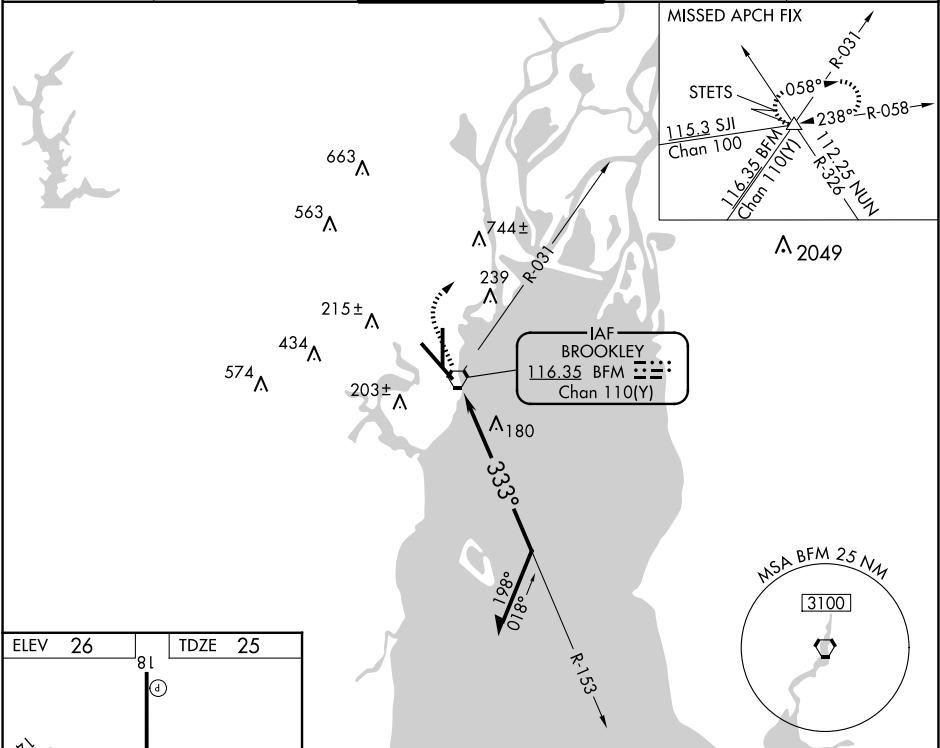 MISSED APCH FIX
R-031
STETS
058°
238°
R-058
115.3 SJI
Chan 100
116.35 BFM
Chan 110(Y)
112.25 NUN
R-326
663
563
744±
2049
R-031
239
215±
434
574
203±
IAF
BROOKLEY
116.35 BFM
Chan 110(Y)
180
333°
198°
018°
R-153
MSA BFM 25 NM
3100
ELEV 26
TDZE 25
18
P